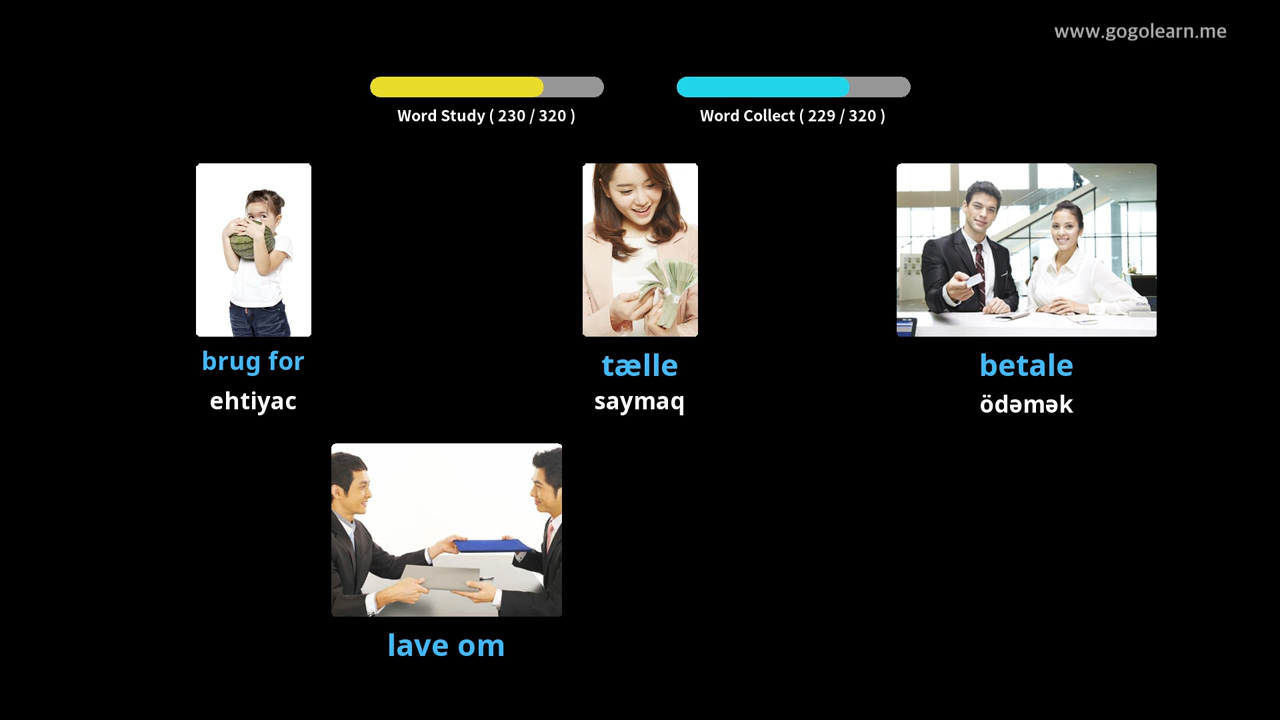 www.gogolearn.me
Word Study ( 230 / 320 )
Word Collect ( 229 / 320 )
brug for
ehtiyac
tælle
saymaq
betale
ödəmək
lave om